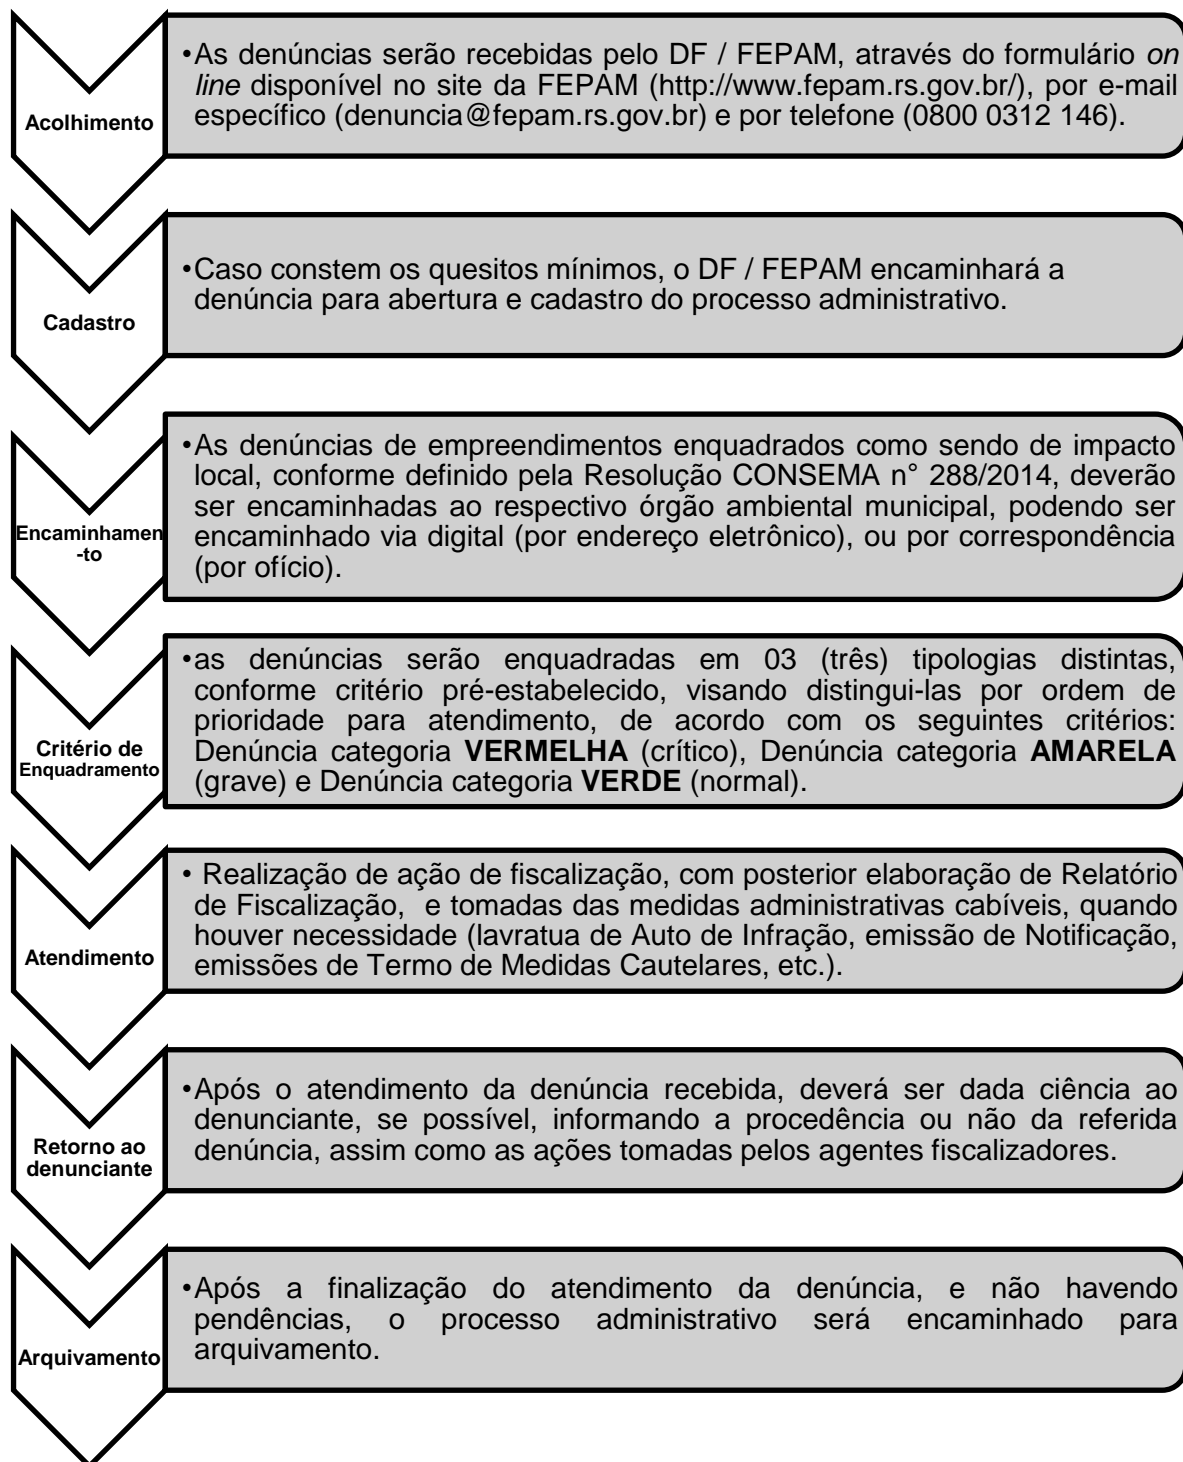 Acolhimento
•As denúncias serão recebidas pelo DF / FEPAM, através do formulário on
line disponível no site da FEPAM (http://www.fepam.rs.gov.br/), por e-mail
específico (denuncia@fepam.rs.gov.br) e por telefone (0800 0312 146).
Cadastro
•Caso constem os quesitos mínimos, o DF / FEPAM encaminhará a
denúncia para abertura e cadastro do processo administrativo.
Encaminhamen
-to
•As denúncias de empreendimentos enquadrados como sendo de impacto
local, conforme definido pela Resolução CONSEMA n° 288/2014, deverão
ser encaminhadas ao respectivo órgão ambiental municipal, podendo ser
encaminhado via digital (por endereço eletrônico), ou por correspondência
(por ofício).
Critério de
Enquadramento
•as denúncias serão enquadradas em 03 (três) tipologias distintas,
conforme critério pré-estabelecido, visando distingui-las por ordem de
prioridade para atendimento, de acordo com os seguintes critérios:
Denúncia categoria VERMELHA (crítico), Denúncia categoria AMARELA
(grave) e Denúncia categoria VERDE (normal).
Atendimento
• Realização de ação de fiscalização, com posterior elaboração de Relatório
de Fiscalização, e tomadas das medidas administrativas cabíveis, quando
houver necessidade (lavratua de Auto de Infração, emissão de Notificação,
emissões de Termo de Medidas Cautelares, etc.).
Retorno ao
denunciante
•Após o atendimento da denúncia recebida, deverá ser dada ciência ao
denunciante, se possível, informando a procedência ou não da referida
denúncia, assim como as ações tomadas pelos agentes fiscalizadores.
Arquivamento
•Após a finalização do atendimento da denúncia, e não havendo
pendências, o processo administrativo será encaminhado para
arquivamento.